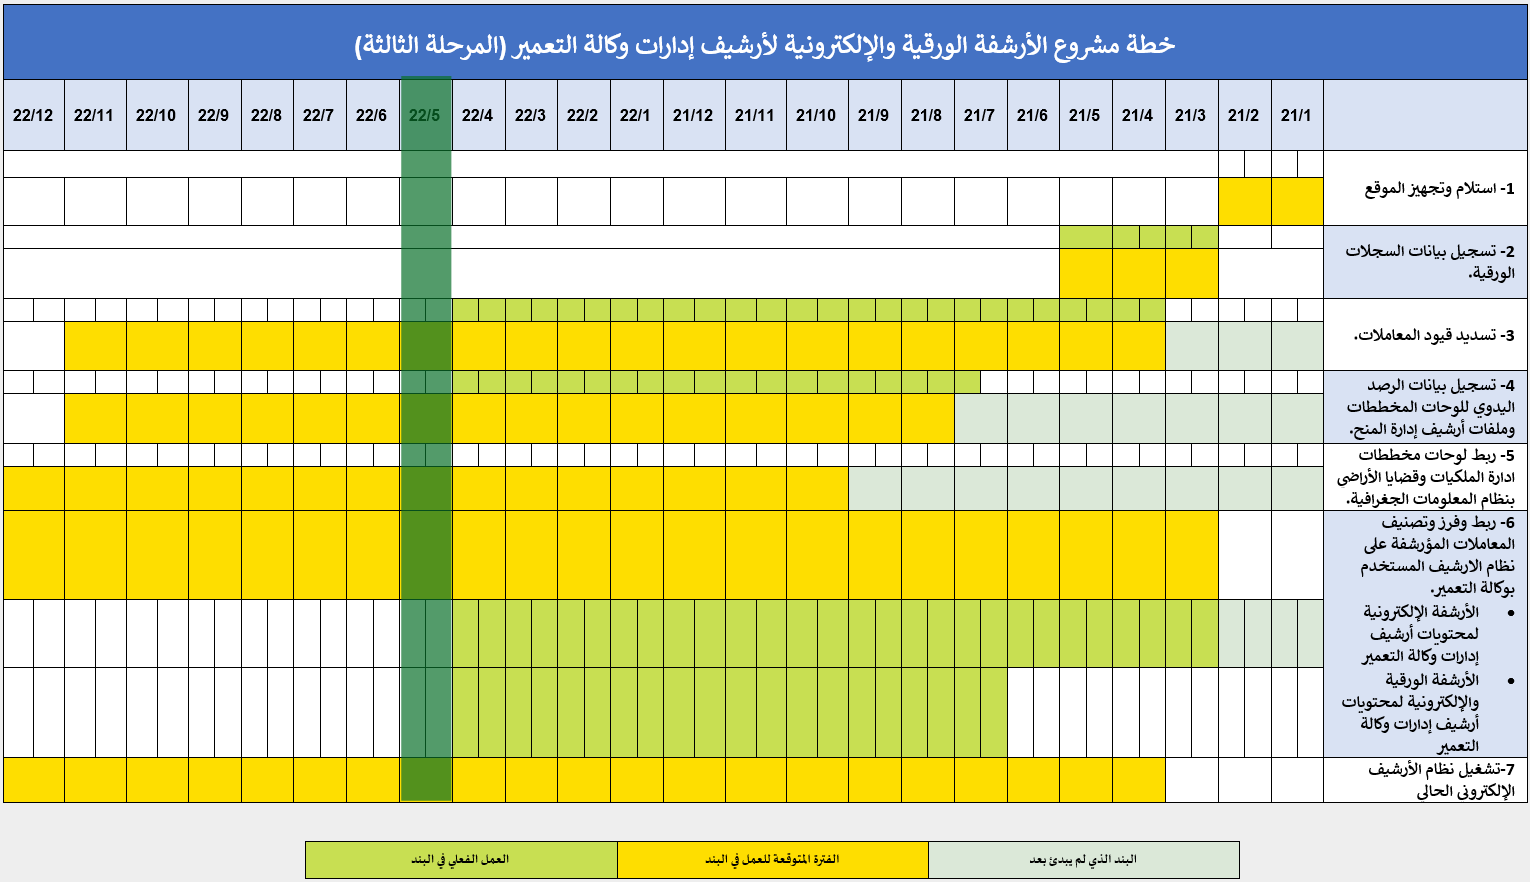 خطة مشروع الأرشفة الورقية والإلكترونية لأرشيف إدارات وكالة التعمير (المرحلة الثالثة)
21/1 21/2 21/3 21/4 21/5 21/6 21/7 21/8 21/9 21/10 21/11 21/12 22/1 22/2 22/3 22/4 22/5 22/6 22/7 22/8 22/9 22/10 22/11 22/12
1- استلام وتجهيز الموقع
2- تسجيل بيانات السجلات
الورقية.
3- تسديد قيود المعاملات.
4- تسجيل بيانات الرصد
اليدوي للوحات المخططات
وملفات أرشيف إدارة المنح.
5- ربط لوحات مخططات
ادارة الملكيات وقضايا الأراضى
بنظام المعلومات الجغرافية.
6- ربط وفرز وتصنيف
المعاملات المؤرشفة على
نظام الارشيف المستخدم
بوكالة التعمير.
• الأرشفة الإلكترونية
لمحتويات أرشيف
إدارات وكالة التعمير
• الأرشفة الورقية
والإلكترونية لمحتويات
أرشيف إدارات وكالة
التعمير
7-تشغيل نظام الأرشيف
الإلكترونى الحالى
البند الذي لم يبدئ بعد
الفترة المتوقعة للعمل في البند
العمل الفعلي في البند